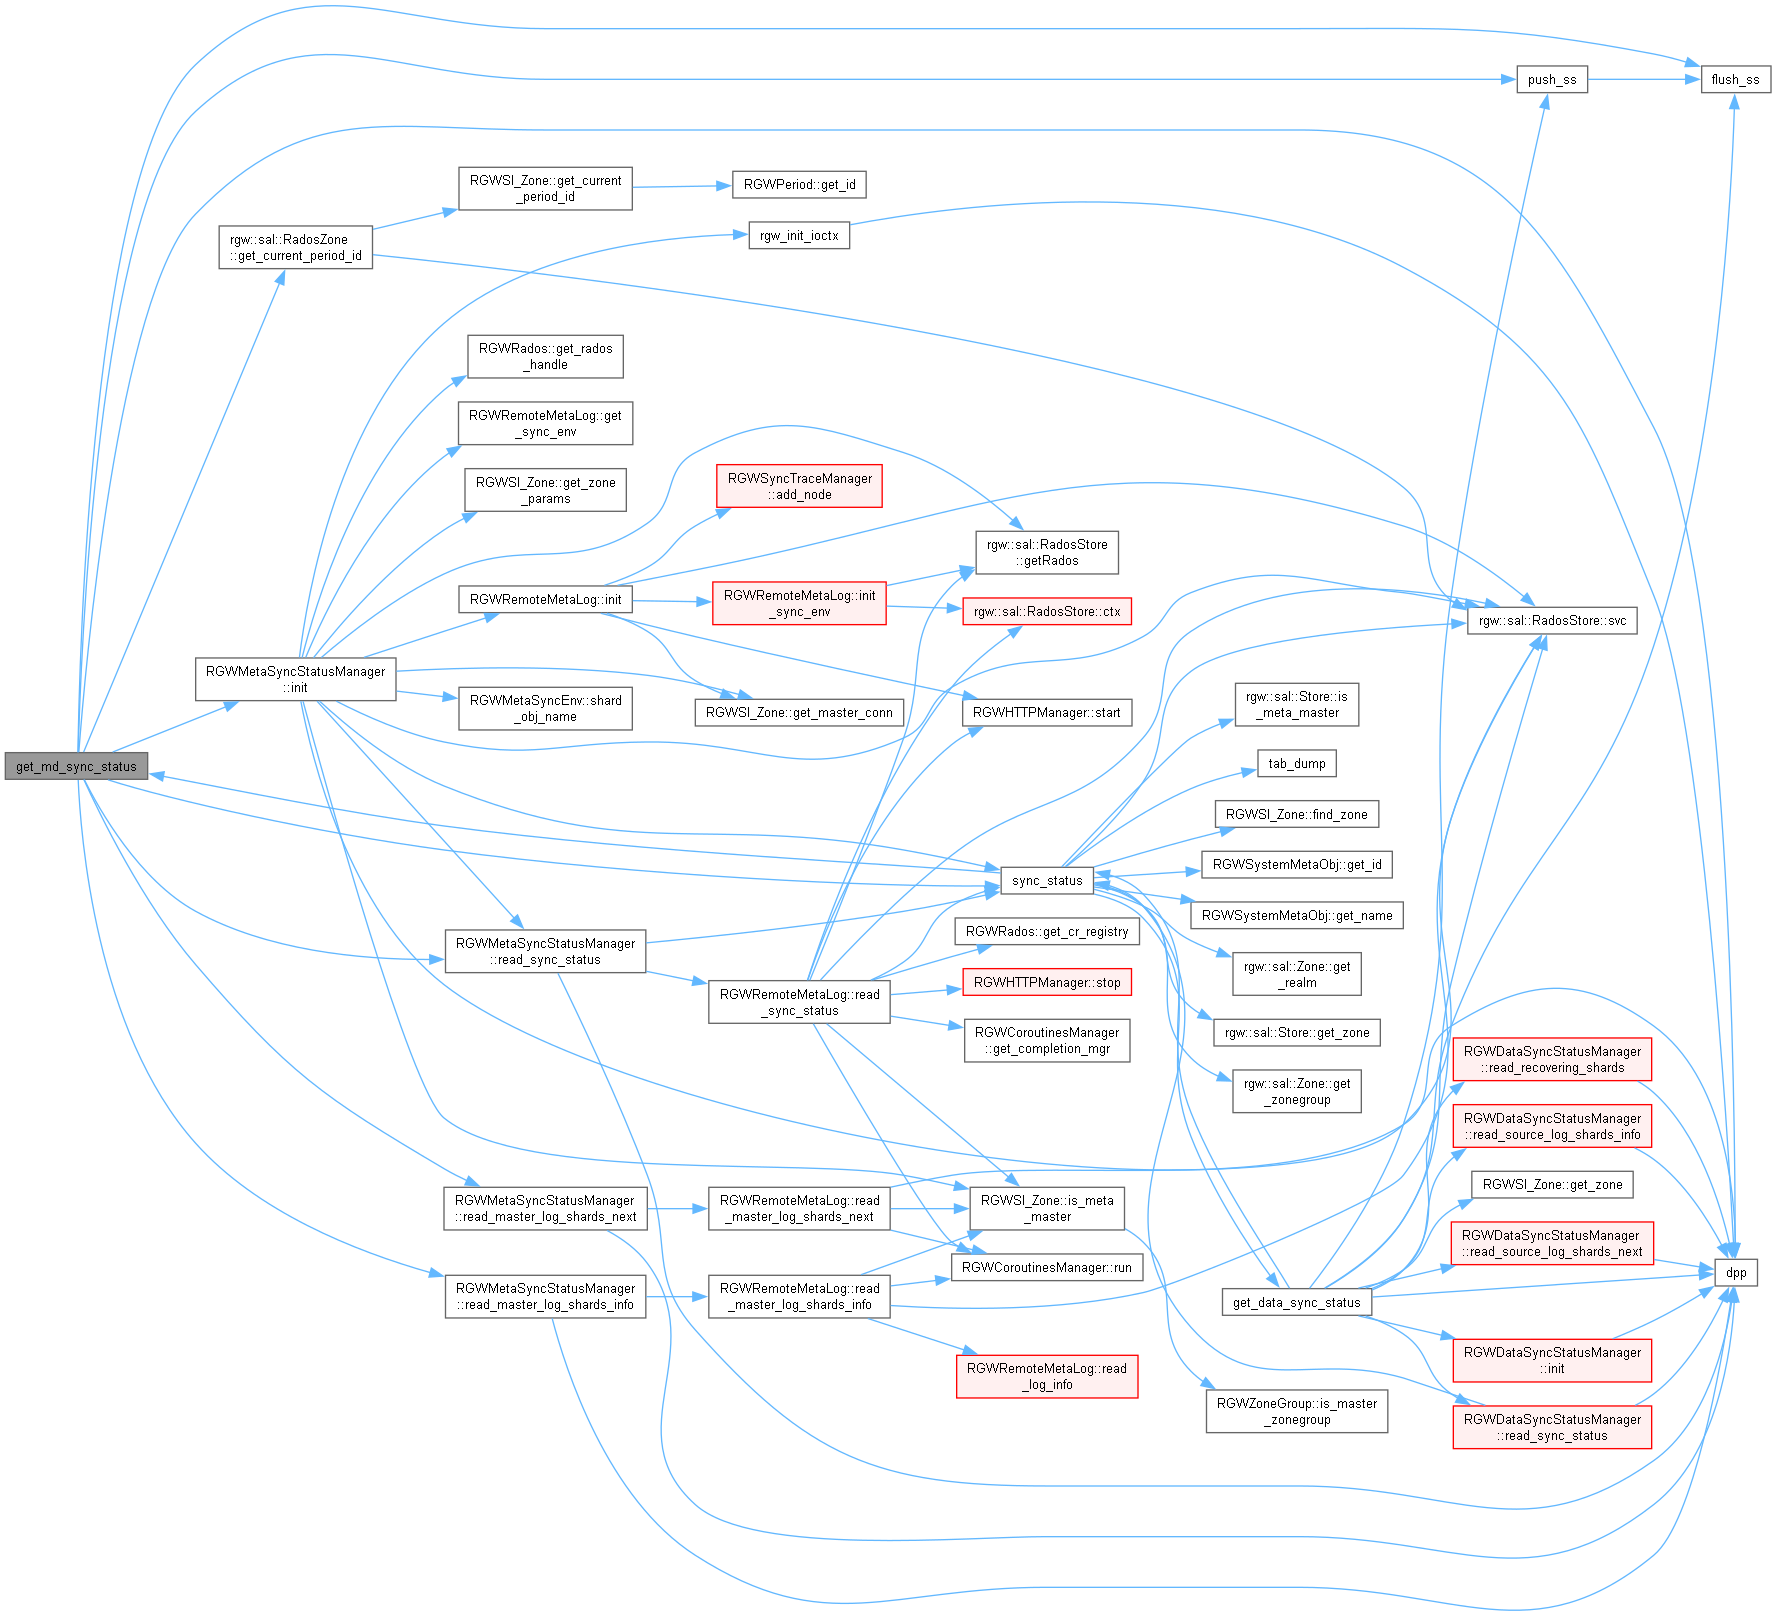 get_md_sync_status
rgw::sal::RadosZone
::get_current_period_id
RGWMetaSyncStatusManager
::init
RGWSI_Zone::get_current
_period_id
RGWRados::get_rados
_handle
RGWRemoteMetaLog::get
_sync_env
RGWSI_Zone::get_zone
_params
RGWRemoteMetaLog::init
RGWMetaSyncEnv::shard
_obj_name
RGWMetaSyncStatusManager
::read_sync_status
RGWMetaSyncStatusManager
::read_master_log_shards_next
RGWMetaSyncStatusManager
::read_master_log_shards_info
RGWPeriod::get_id
rgw_init_ioctx
RGWSyncTraceManager
::add_node
RGWRemoteMetaLog::init
_sync_env
RGWSI_Zone::get_master_conn
RGWRemoteMetaLog::read
_sync_status
RGWRemoteMetaLog::read
_master_log_shards_next
RGWRemoteMetaLog::read
_master_log_shards_info
rgw::sal::RadosStore
::getRados
rgw::sal::RadosStore::ctx
RGWHTTPManager::start
sync_status
RGWRados::get_cr_registry
RGWHTTPManager::stop
RGWCoroutinesManager
::get_completion_mgr
RGWSI_Zone::is_meta
_master
RGWCoroutinesManager::run
RGWRemoteMetaLog::read
_log_info
rgw::sal::Store::is
_meta_master
tab_dump
RGWSI_Zone::find_zone
RGWSystemMetaObj::get_id
RGWSystemMetaObj::get_name
rgw::sal::Zone::get
_realm
rgw::sal::Store::get_zone
rgw::sal::Zone::get
_zonegroup
get_data_sync_status
RGWZoneGroup::is_master
_zonegroup
push_ss
rgw::sal::RadosStore::svc
RGWDataSyncStatusManager
::read_recovering_shards
RGWDataSyncStatusManager
::read_source_log_shards_info
RGWSI_Zone::get_zone
RGWDataSyncStatusManager
::read_source_log_shards_next
RGWDataSyncStatusManager
::init
RGWDataSyncStatusManager
::read_sync_status
flush_ss
dpp